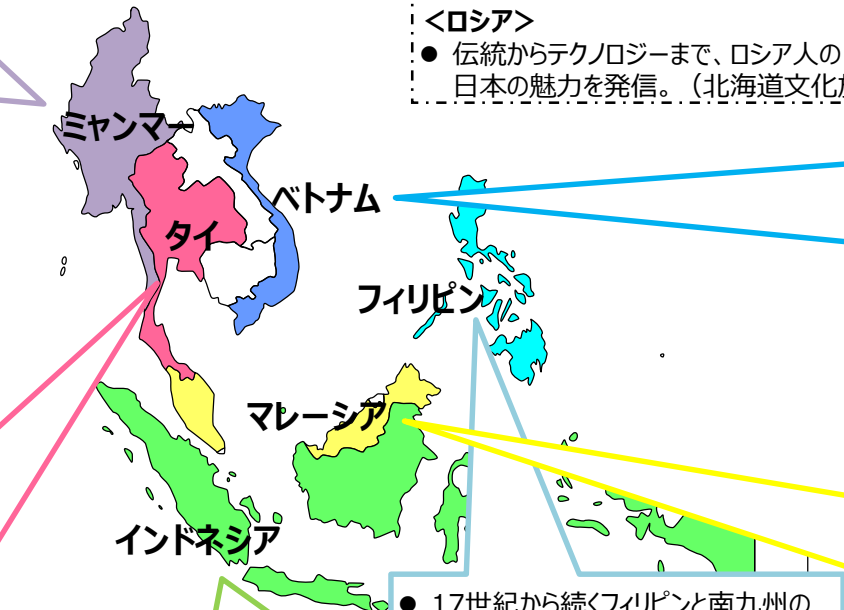 <ロシア>
● 伝統からテクノロジーまで、ロシア人の
日本の魅力を発信。（北海道文化
ミャンマー
ベトナム
タイ
フィリピン
マレーシア
インドネシア
● 17世紀から続くフィリピンと南九州の